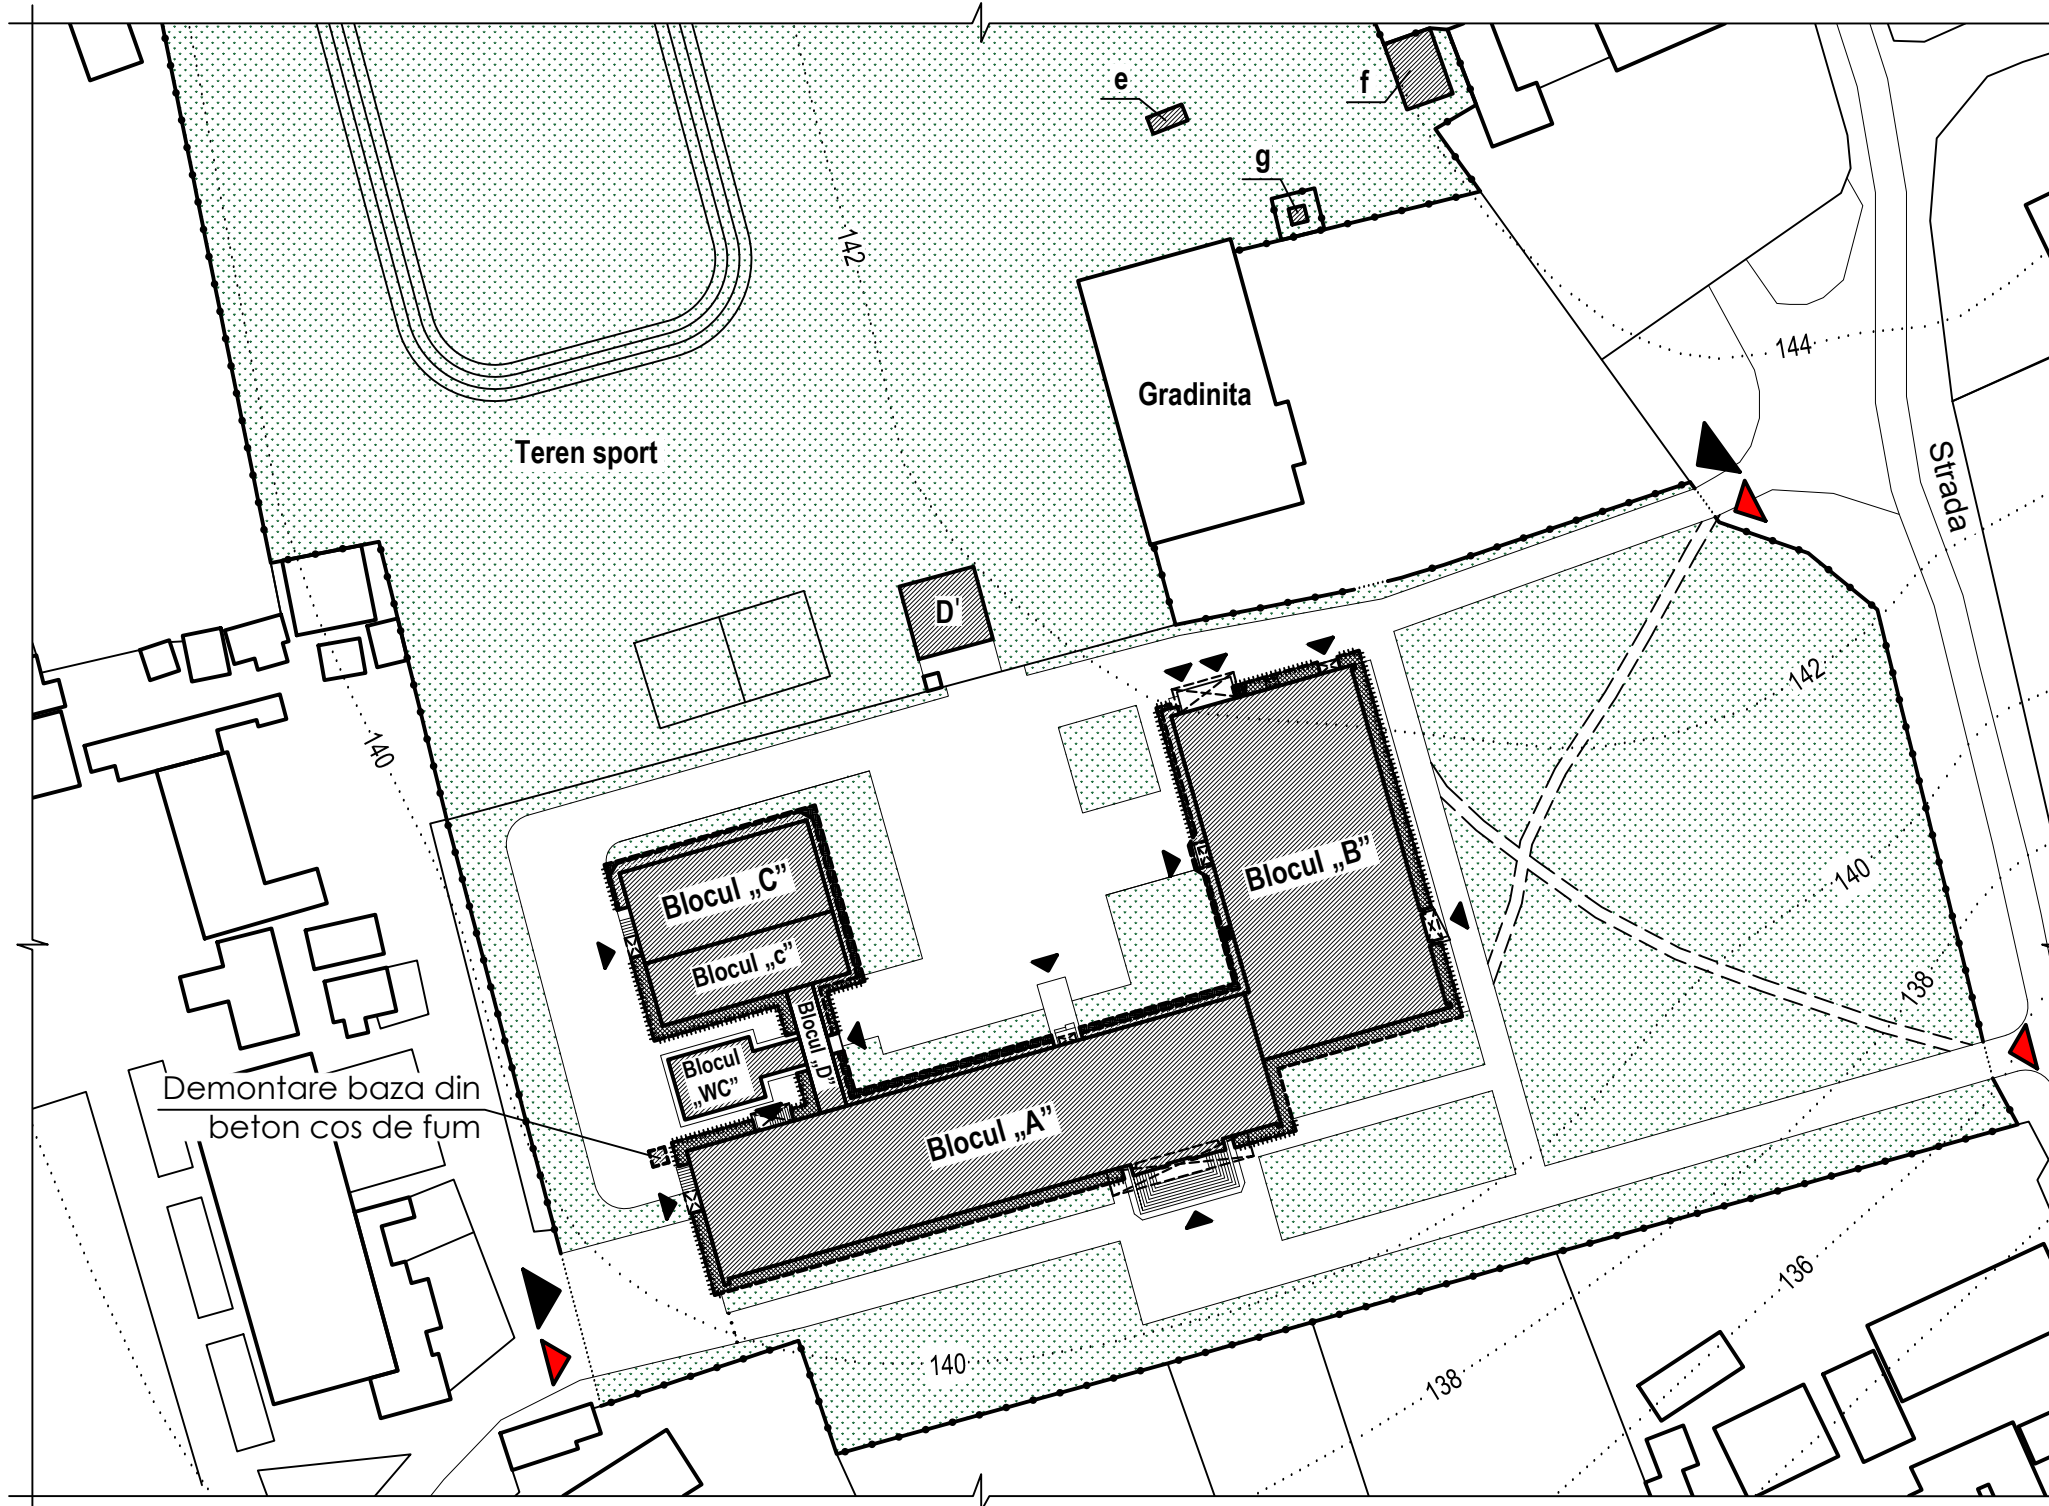 e
f
g
142
144
Gradinita
Teren sport
Strada
D'
142
140
Blocul „B”
Blocul „C”
140
Blocul „c”
138
Blocul „D”
Blocul
„WC”
Demontare baza din
beton cos de fum
Blocul „A”
136
140
138